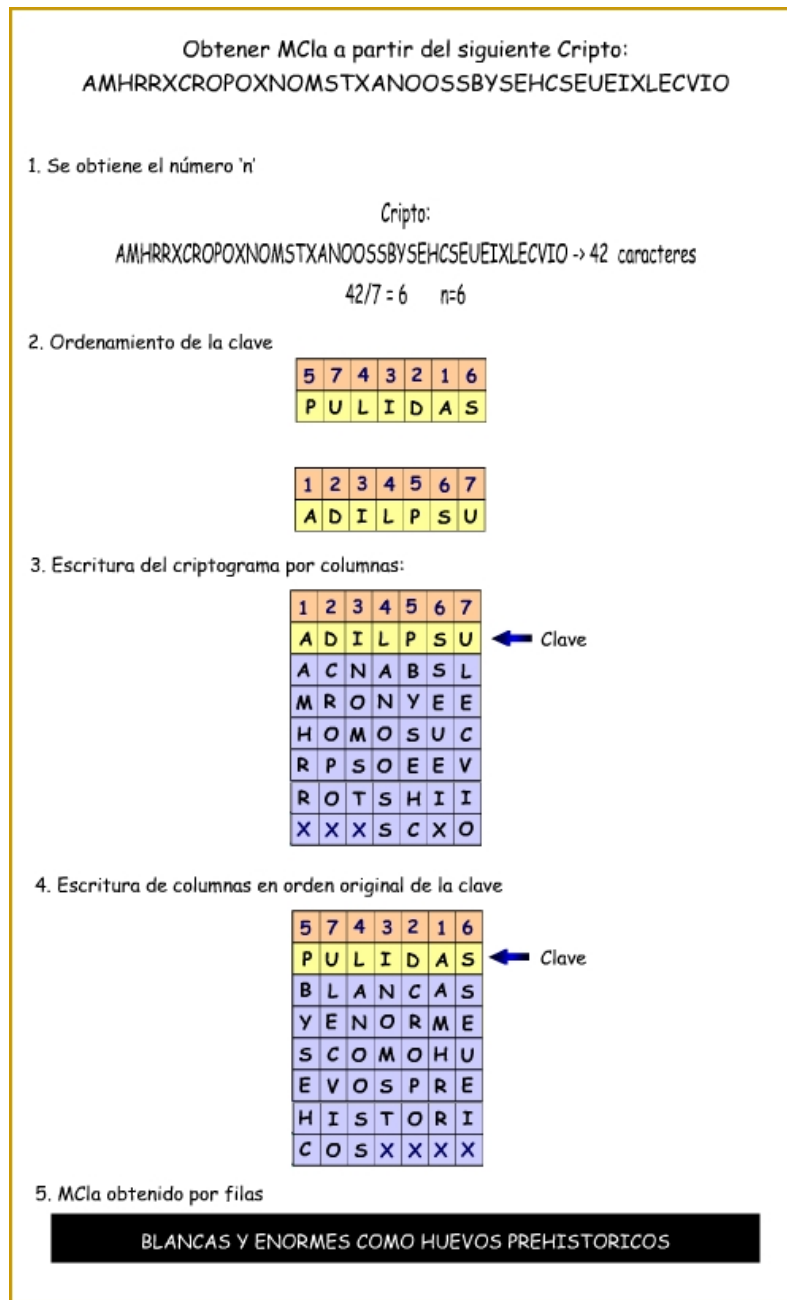 Obtener MCla a partir del siguiente Cripto:
AMHRRXCROPOXNOMSTXANOOSSBYSEHCSEUEIXLECVIO
1. Se obtiene el número 'n'
Cripto:
AMHRRXCROPOXNOMSTXANOOSSBYSEHCSEUEIXLECVIO -> 42 caracteres
42/7 = 6 n=6
2. Ordenamiento de la clave
5 7 4 3 2 1 6
P U L I D A S
1 2 3 4 5 6 7
A D I L P S U
3. Escritura del criptograma por columnas:
1 2 3 4 5 6 7
A D I L P S U Clave
A C N A B S L
M R O N Y E E
H O M O S U C
R P S O E E V
R O T S H I I
X X X S C X O
4. Escritura de columnas en orden original de la clave
5 7 4 3 2 1 6
P U L I D A S Clave
B L A N C A S
Y E N O R M E
S C O M O H U
E V O S P R E
H I S T O R I
C O S X X X X
5. MCla obtenido por filas
BLANCAS Y ENORMES COMO HUEVOS PREHISTORICOS